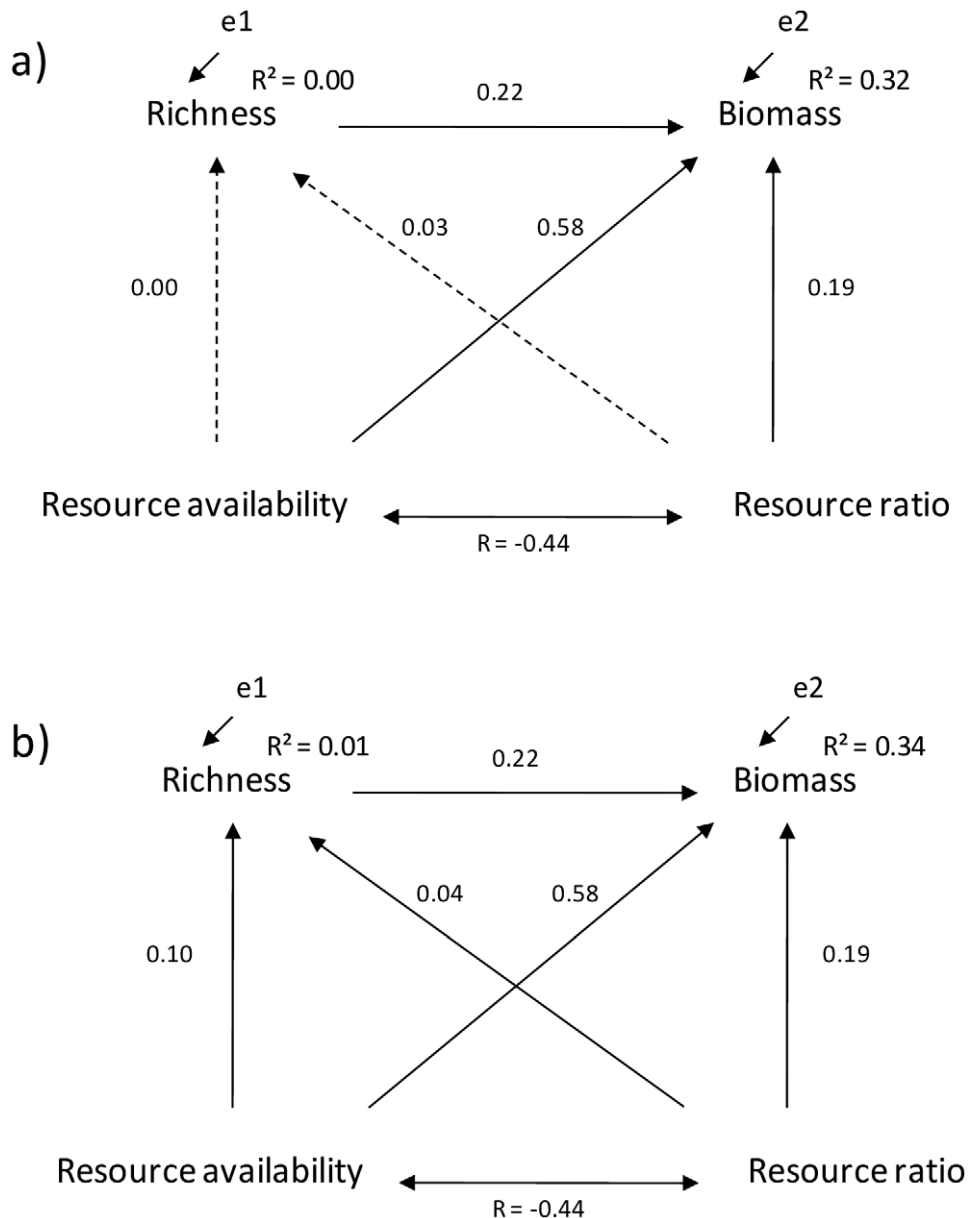 a)
e1
e2
R² = 0.00
R² = 0.32
Richness
0.22
Biomass
0.03
0.58
0.00
0.19
Resource availability
Resource ratio
R = -0.44
b)
e1
e2
R² = 0.01
R² = 0.34
Richness
0.22
Biomass
0.04
0.58
0.10
0.19
Resource availability
Resource ratio
R = -0.44